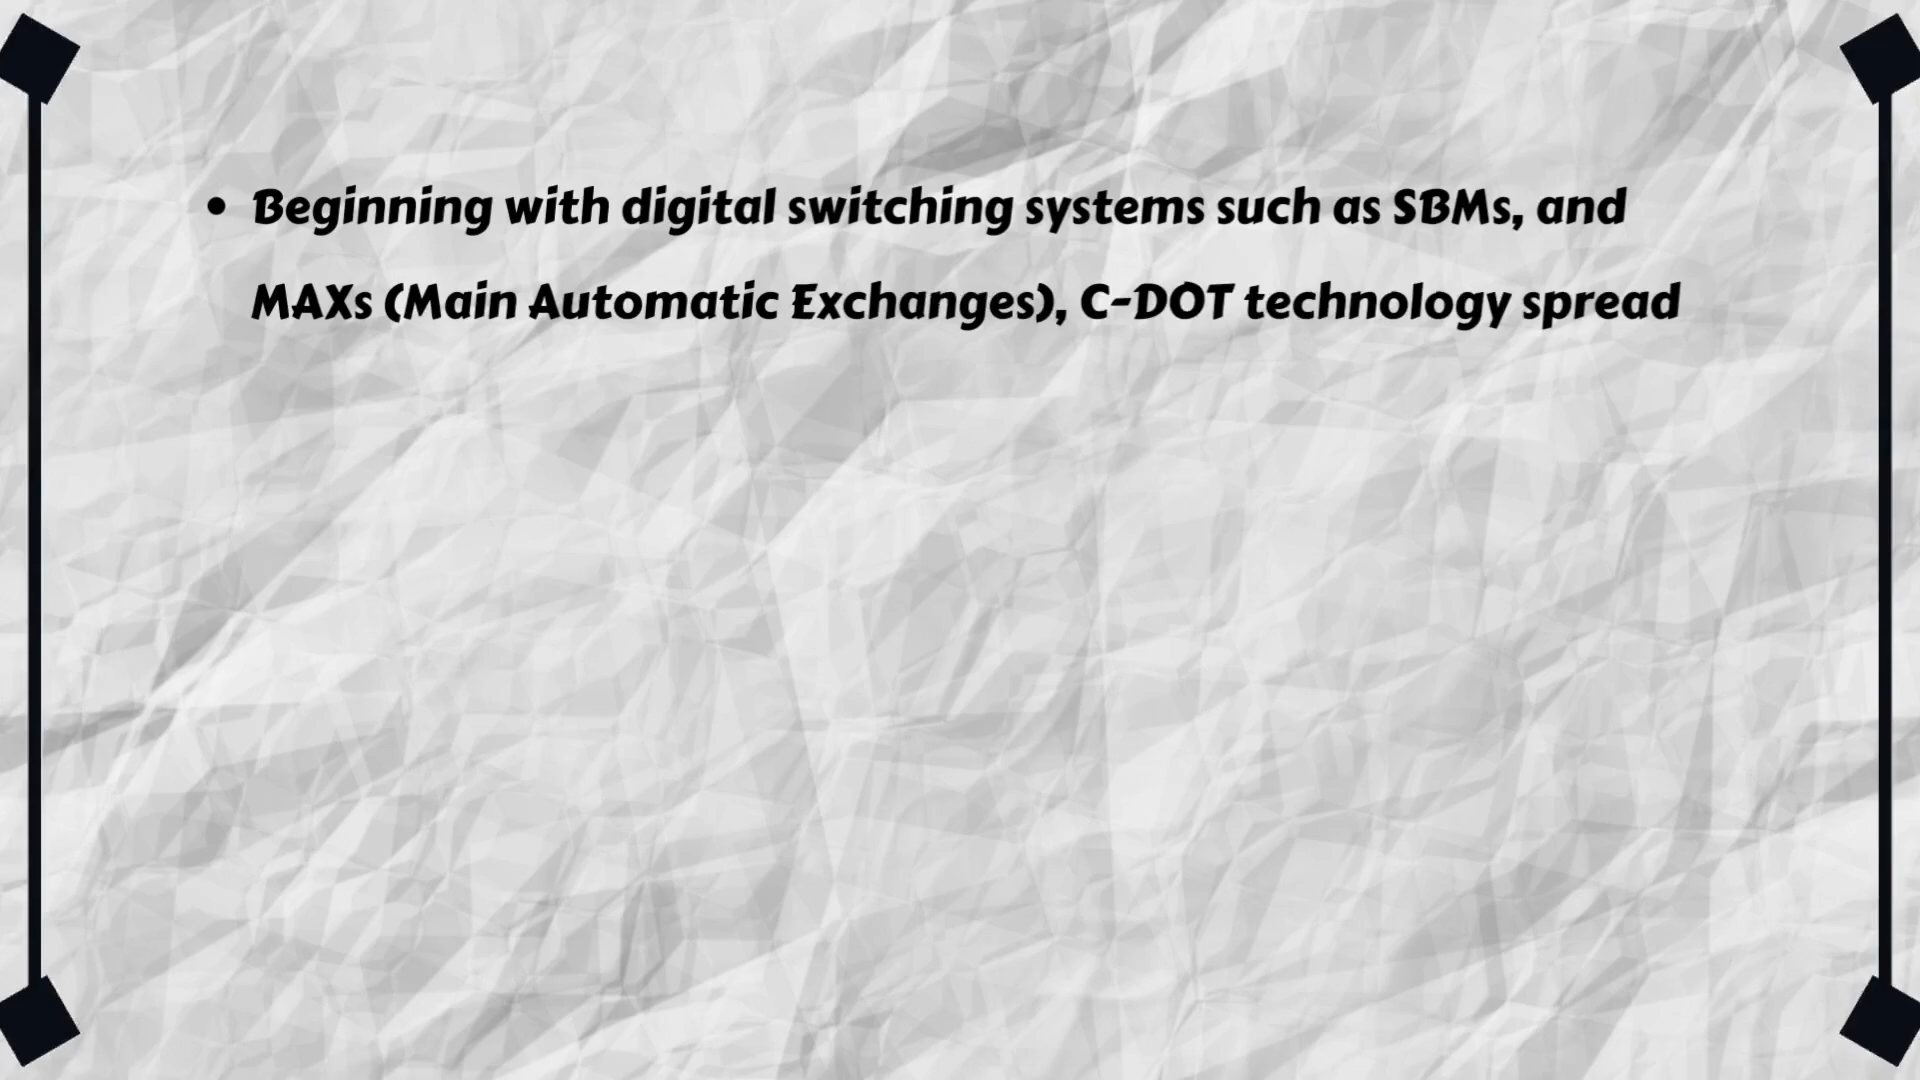 • Beginning with digital switching systems such as SBMs, and
MAXs (Main Automatic Exchanges), C-DOT technology spread